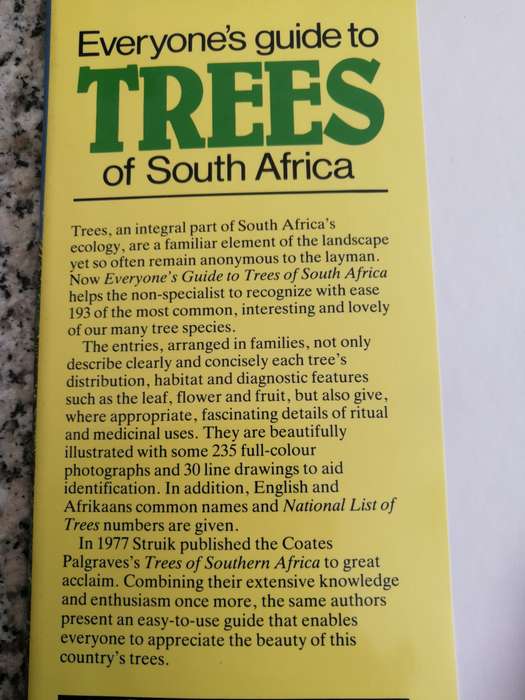 Everyone's guide to
TREES
of South Africa
Trees, an integral part of South Africa's
ecology, are a familiar element of the landscape
yet so often remain anonymous to the layman.
Now Everyone's Guide to Trees of South Africa
helps the non-specialist to recognize with ease
193 of the most common, interesting and lovely
of our many tree species.
The entries, arranged in families, not only
describe clearly and concisely each tree's
distribution, habitat and diagnostic features
such as the leaf, flower and fruit, but also give,
where appropriate, fascinating details of ritual
and medicinal uses. They are beautifully
illustrated with some 235 full-colour
photographs and 30 line drawings to aid
identification. In addition, English and
Afrikaans common names and National List of
Trees numbers are given.
In 1977 Struik published the Coates
Palgraves's Trees of Southern Africa to great
acclaim. Combining their extensive knowledge
and enthusiasm once more, the same authors
present an easy-to-use guide that enables
everyone to appreciate the beauty of this
country's trees.